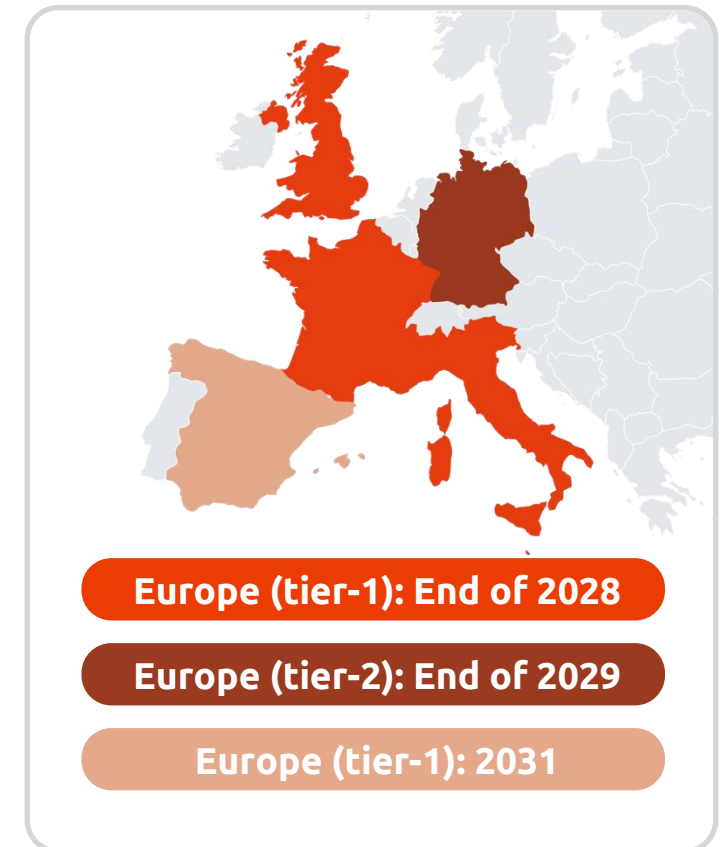 Europe (tier-1): End of 2028
Europe (tier-2): End of 2029
Europe (tier-1): 2031